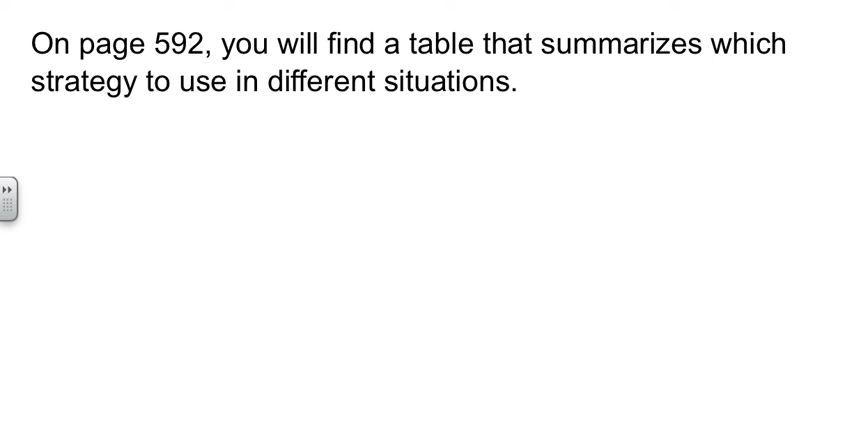 On page 592, you will find a table that summarizes which
strategy to use in different situations.